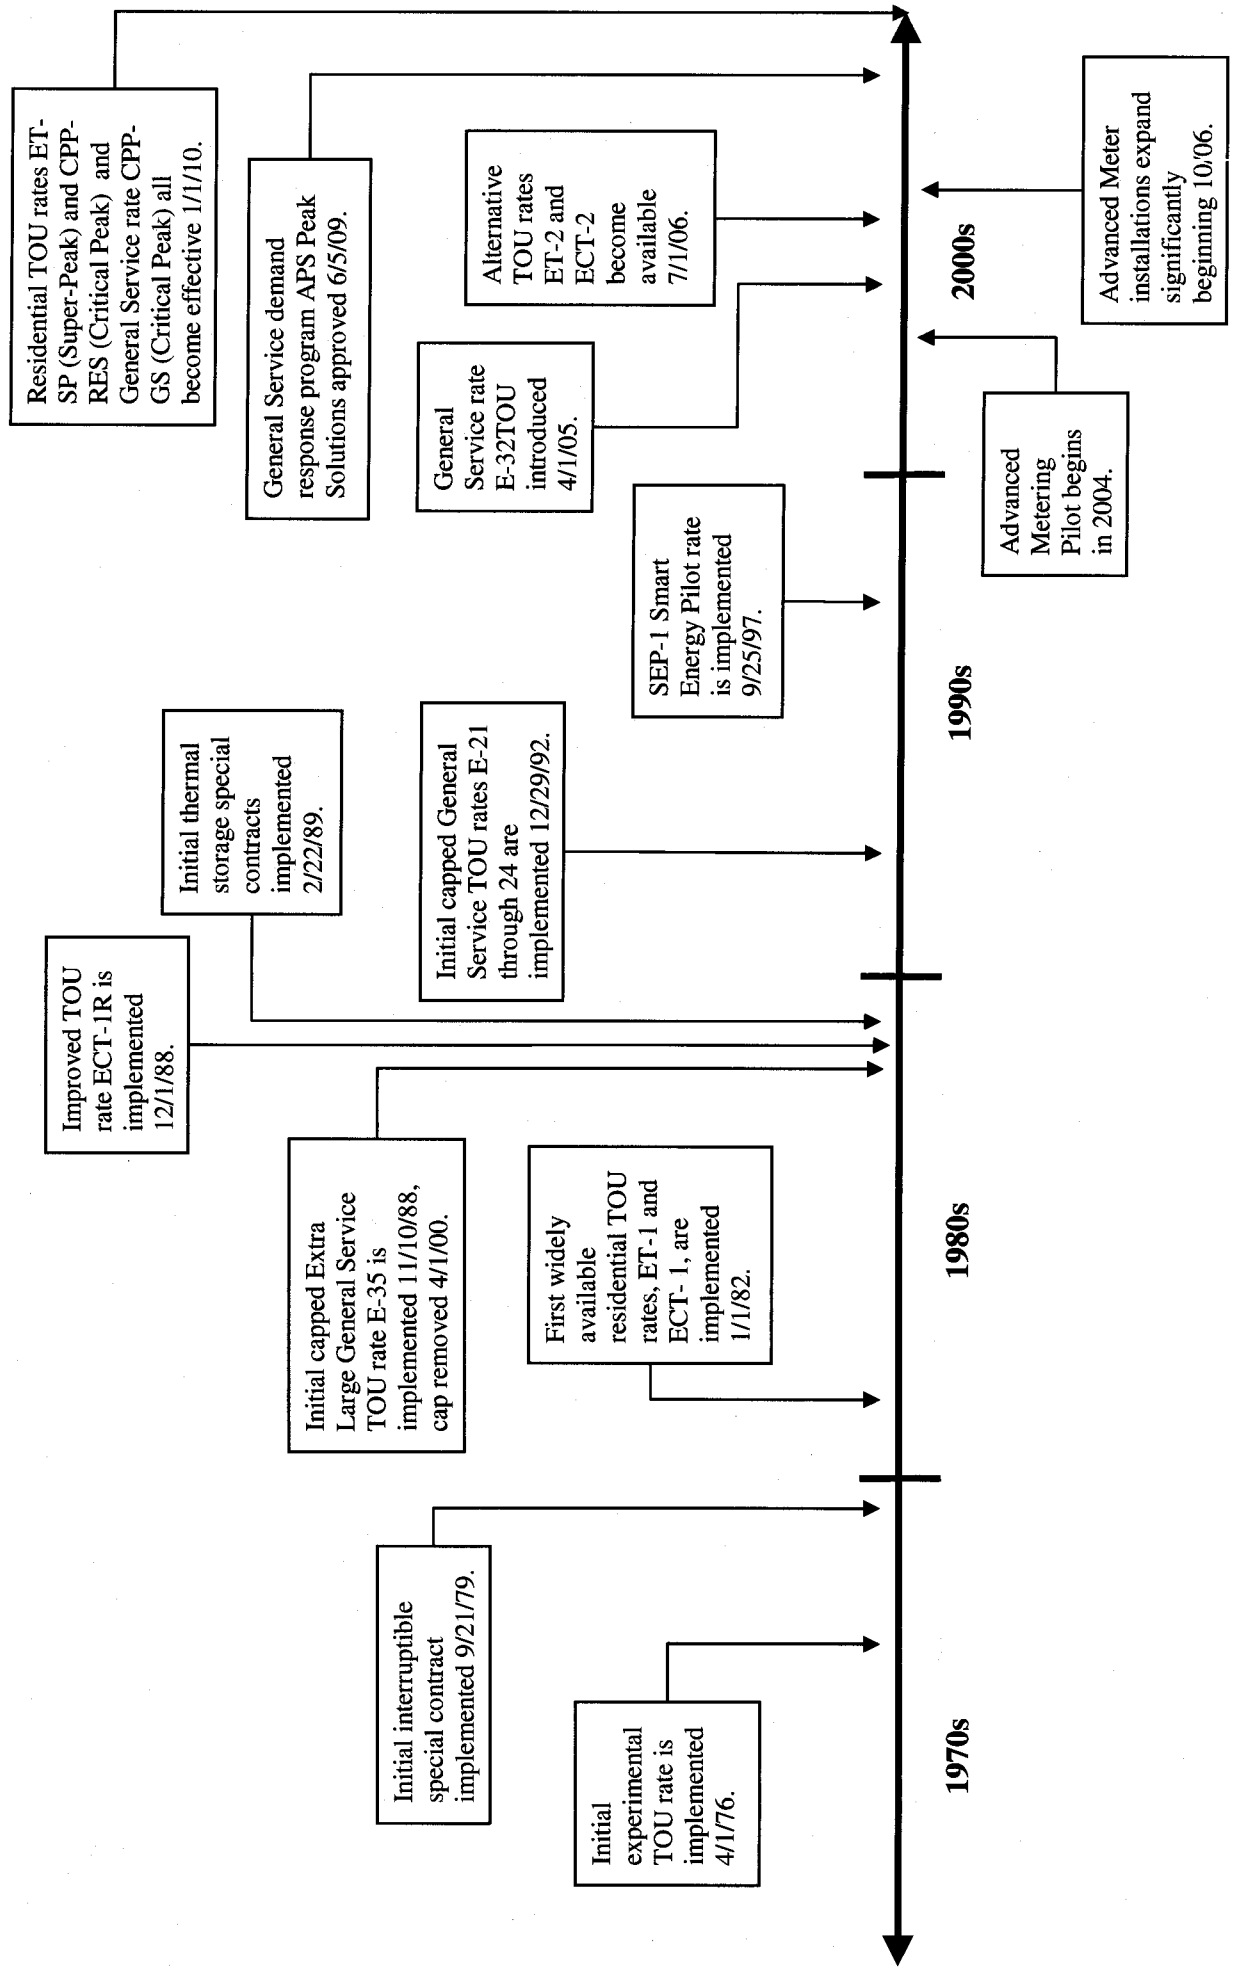 Residential TOU rates ET-
SP (Super-Peak) and CPP-
RES (Critical Peak) and
General Service rate CPP-
GS (Critical Peak) all
become effective 1/1/10.
General Service demand
response program APS Peak
Solutions approved 6/5/09.
Alternative
TOU rates
ET-2 and
ECT-2
become
available
7/1/06.
General
Service rate
E-32TOU
introduced
4/1/05.
SEP-1 Smart
Energy Pilot rate
is implemented
9/25/97.
Initial thermal
storage special
contracts
implemented
2/22/89.
Initial capped General
Service TOU rates E-21
through 24 are
implemented 12/29/92.
Improved TOU
rate ECT-1R is
implemented
12/1/88.
Initial capped Extra
Large General Service
TOU rate E-35 is
implemented 11/10/88,
cap removed 4/1/00.
First widely
available
residential TOU
rates, ET-1 and
ECT- 1, are
implemented
1/1/82.
Initial interruptible
special contract
implemented 9/21/79.
Initial
experimental
TOU rate is
implemented
4/1/76.
1970s
1980s
1990s
2000s
Advanced
Metering
Pilot begins
in 2004.
Advanced Meter
installations expand
significantly
beginning 10/'06.